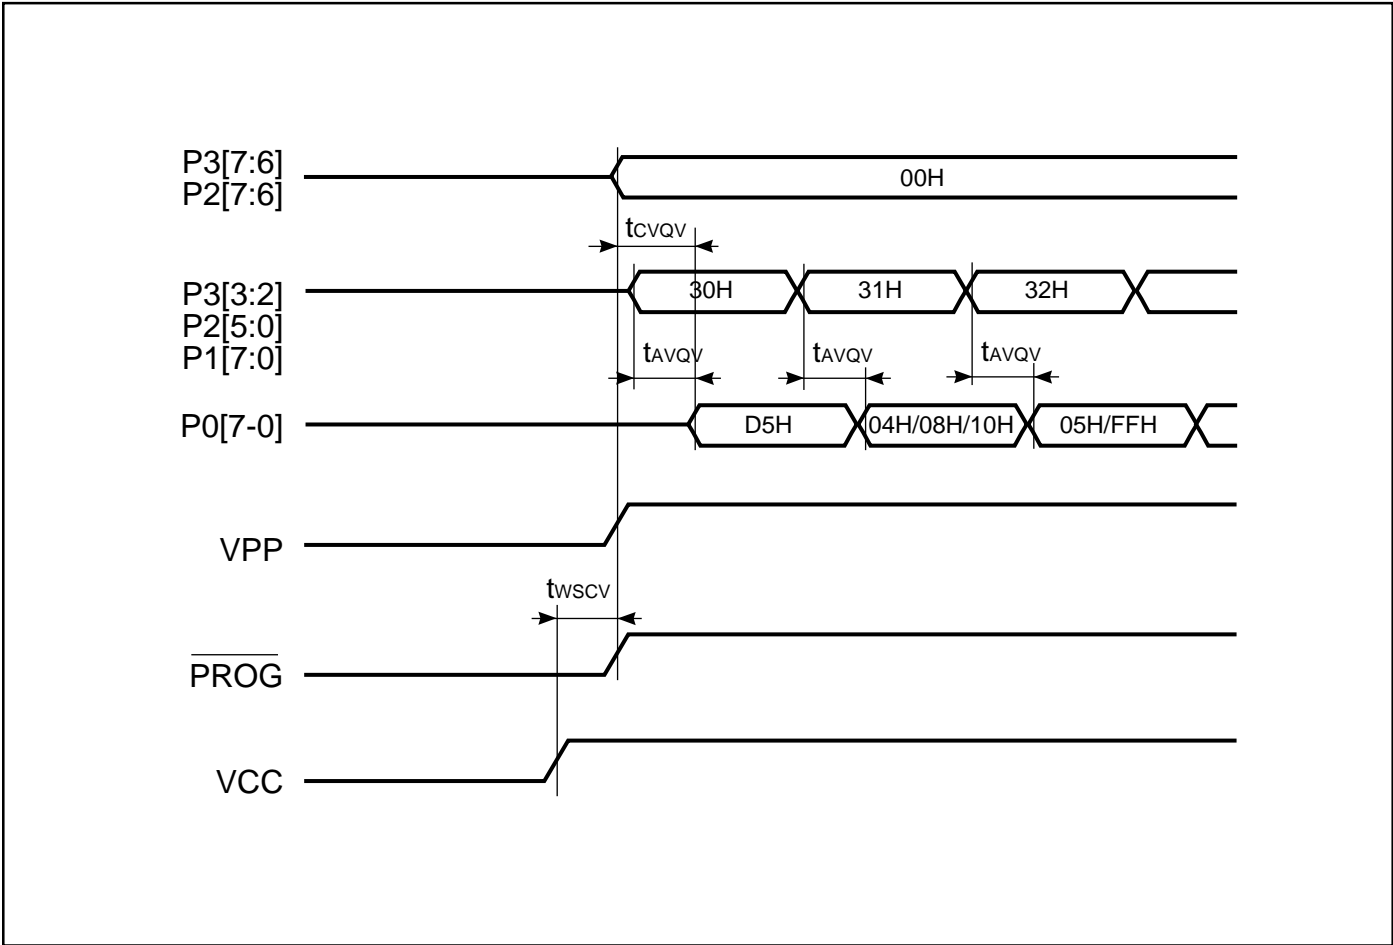 P3[7:6]
P2[7:6]
00H
tCVQV
P3[3:2]
P2[5:0]
P1[7:0]
30H
31H
32H
tAVQV
tAVQV
tAVQV
P0[7-0]
D5H
04H/08H/10H
05H/FFH
VPP
tWSCV
PROG
VCC